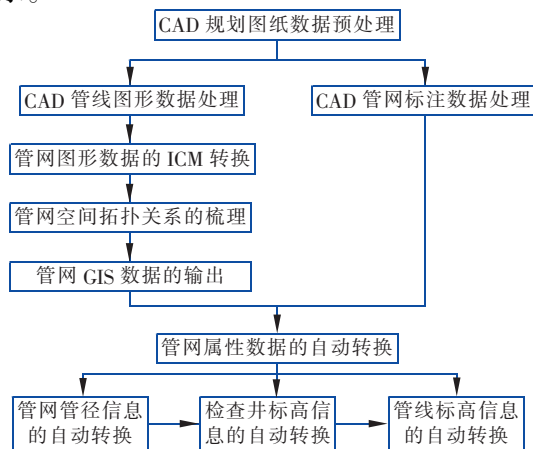 CAD 规划图纸数据预处理
CAD 管线图形数据处理
CAD 管网标注数据处理
管网图形数据的 ICM 转换
管网空间拓扑关系的梳理
管网 GIS 数据的输出
管网属性数据的自动转换
管网管径信息
的自动转换
检查井标高信
息的自动转换
管线标高信息
的自动转换